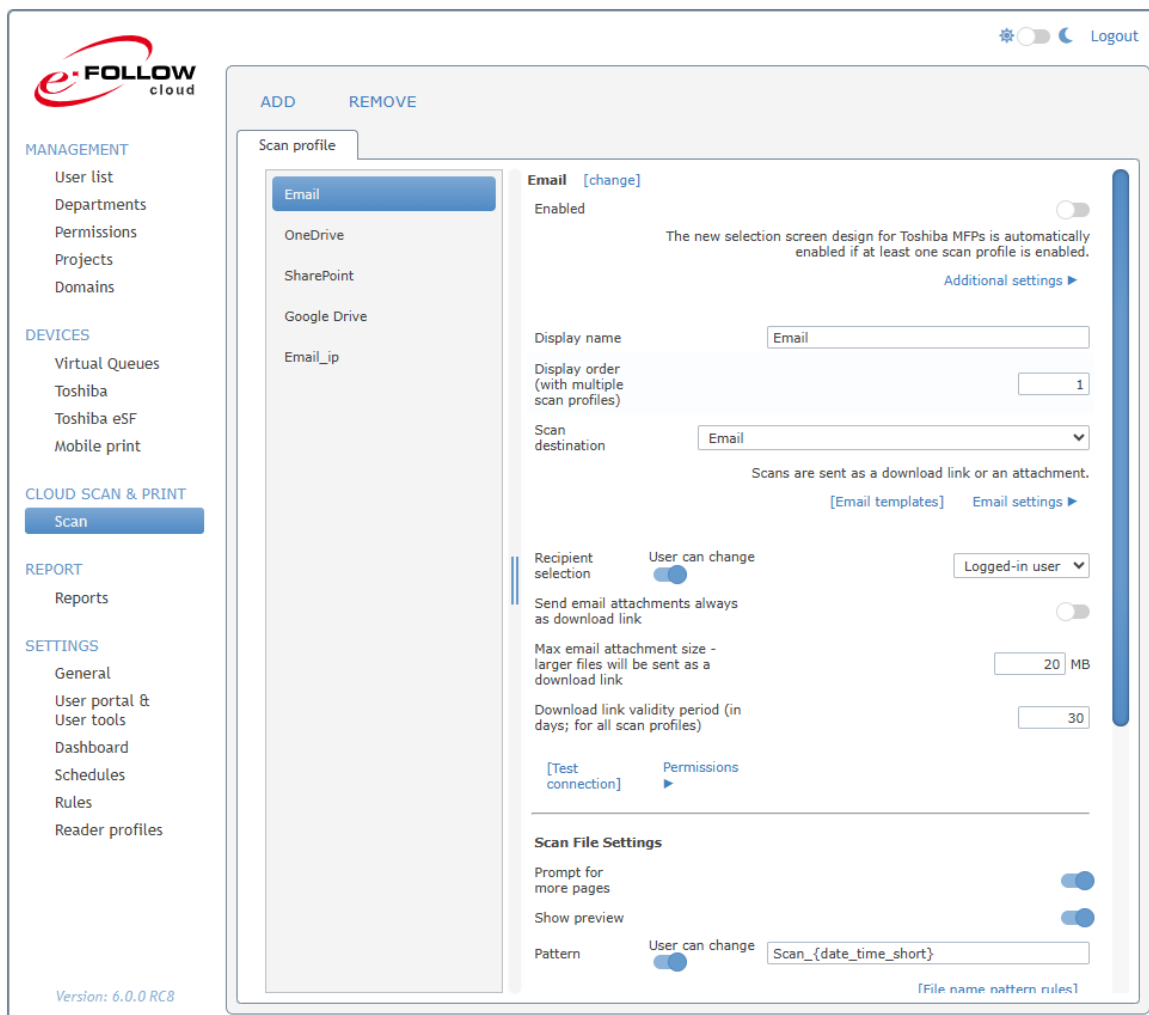 Logout
e-FOLLOW
cloud
ADD REMOVE
MANAGEMENT
User list
Departments
Permissions
Projects
Domains
DEVICES
Virtual Queues
Toshiba
Toshiba eSF
Mobile print
CLOUD SCAN & PRINT
Scan
REPORT
Reports
SETTINGS
General
User portal &
User tools
Dashboard
Schedules
Rules
Reader profiles
Version: 6.0.0 RC8
Scan profile
Email
OneDrive
SharePoint
Google Drive
Email_ip
Email [change]
Enabled
The new selection screen design for Toshiba MFPs is automatically
enabled if at least one scan profile is enabled.
Additional settings ►
Display name Email
Display order
(with multiple
scan profiles)
1
Scan
destination
Email
Scans are sent as a download link or an attachment.
[Email templates] Email settings ►
Recipient
selection
User can change
Logged-in user
Send email attachments always
as download link
Max email attachment size -
larger files will be sent as a
download link
20 MB
Download link validity period (in
days; for all scan profiles)
30
[Test
connection]
Permissions
►
Scan File Settings
Prompt for
more pages
Show preview
Pattern
User can change
Scan_{date_time_short}
[File name pattern rules]